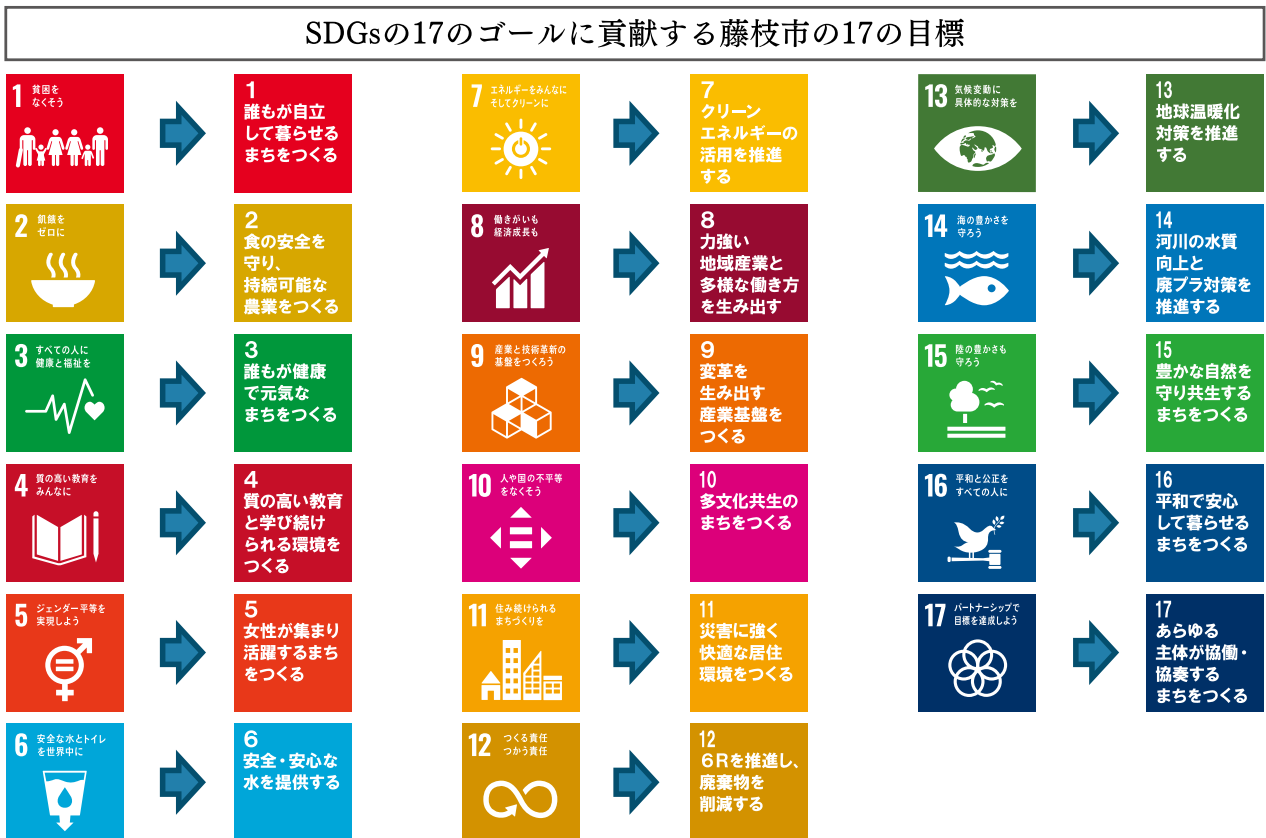 SDGsの17のゴールに貢献する藤枝市の17の目標
1
貧困を
なくそう
1
誰もが自立
して暮らせる
まちをつくる
2
飢餓を
ゼロに
2
食の安全を
守り、
持続可能な
農業をつくる
3
すべての人に
健康と福祉を
3
誰もが健康
で元気な
まちをつくる
4
質の高い教育を
みんなに
4
質の高い教育
と学び続け
られる環境を
つくる
5
ジェンダー平等を
実現しよう
5
女性が集まり
活躍するまち
をつくる
6
安全な水とトイレ
を世界中に
6
安全・安心な
水を提供する
7
エネルギーをみんなに
そしてクリーンに
7
クリーン
エネルギーの
活用を推進
する
8
働きがいも
経済成長も
8
力強い
地域産業と
多様な働き方
を生み出す
9
産業と技術革新の
基盤をつくろう
9
変革を
生み出す
産業基盤を
つくる
10
人や国の不平等
をなくそう
10
多文化共生の
まちをつくる
11
住み続けられる
まちづくりを
11
災害に強く
快適な居住
環境をつくる
12
つくる責任
つかう責任
12
6Rを推進し、
廃棄物を
削減する
13
気候変動に
具体的な対策を
13
地球温暖化
対策を推進
する
14
海の豊かさを
守ろう
14
河川の水質
向上と
廃プラ対策を
推進する
15
陸の豊かさも
守ろう
15
豊かな自然を
守り共生する
まちをつくる
16
平和と公正を
すべての人に
16
平和で安心
して暮らせる
まちをつくる
17
パートナーシップで
目標を達成しよう
17
あらゆる
主体が協働・
協奏する
まちをつくる